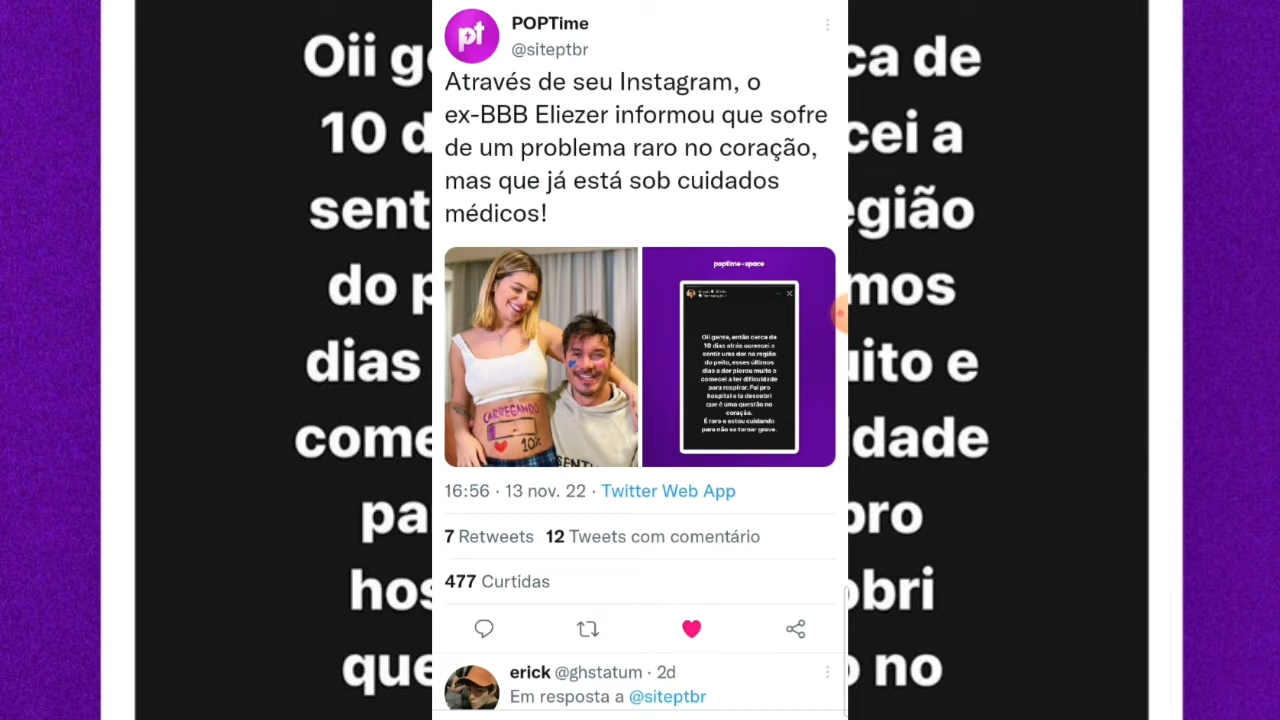 POPTime
@siteptbr
Através de seu Instagram, o
ex-BBB Eliezer informou que sofre
de um problema raro no coração,
mas que já está sob cuidados
médicos!
CARREGANDO
10%
poptime.space
Oii gente, então cerca de
10 dias atrás comecei a
sentir uma dor na região
do peito, esses últimos
dias a dor piorou muito e
comecei a ter dificuldade
para respirar. Fui pro
hospital e la descobri
que é uma questão no
coração.
É raro e estou cuidando
para não se tornar grave.
16:56 · 13 nov. 22 · Twitter Web App
7 Retweets 12 Tweets com comentário
477 Curtidas
erick @ghstatum · 2d
Em resposta a @siteptbr
Oii g ca de
10 d cei a
sent egião
do p mos
dias uito e
come dade
pa pro
hos obri
que no